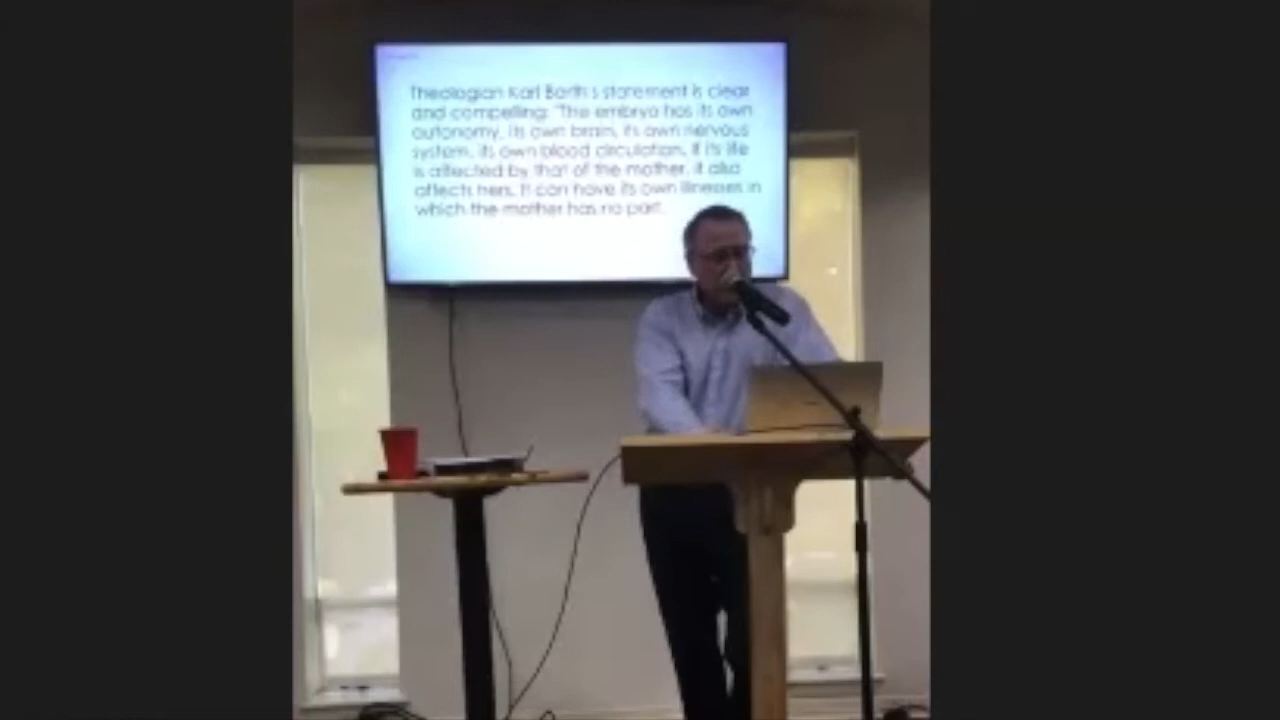 Theologian Karl Barth's statement is clear
and compelling: "The embryo has its own
autonomy, its own brain, its own nervous
system, its own blood circulation. If its life
is affected by that of the mother, it also
affects hers. It can have its own illnesses in
which the mother has no part.